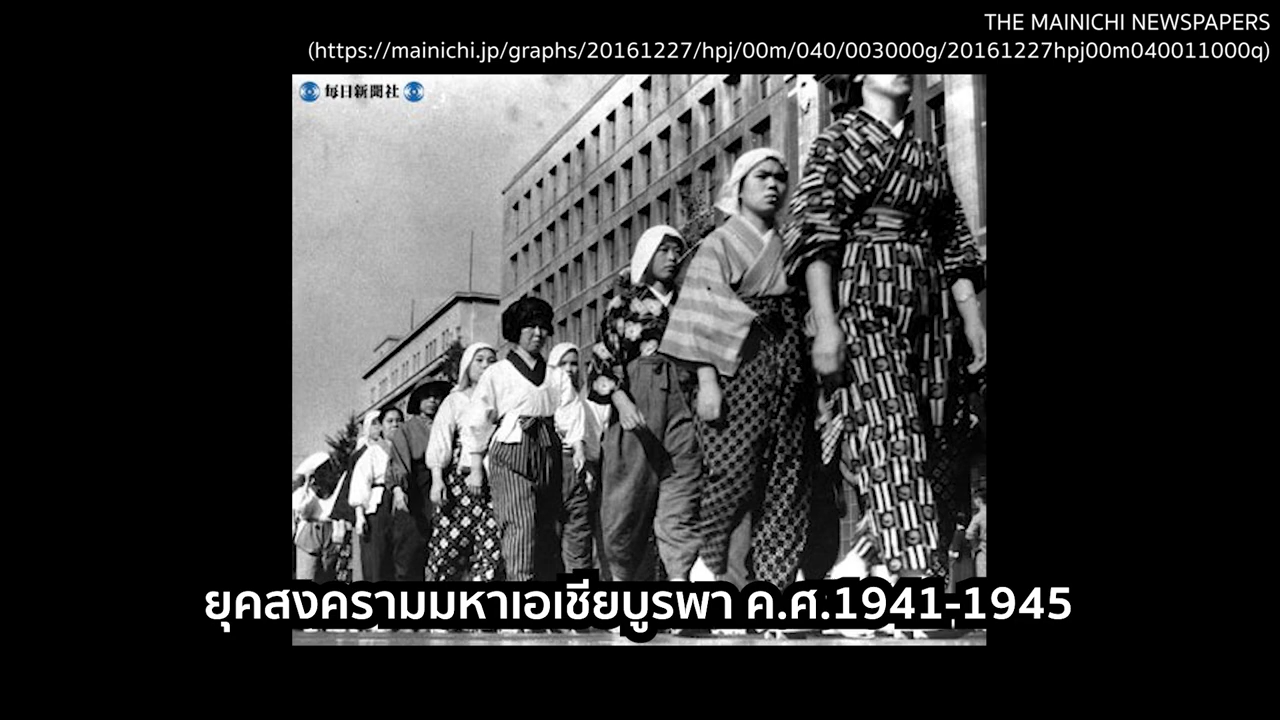 THE MAINICHI NEWSPAPERS
(https://mainichi.jp/graphs/20161227/hpj/00m/040/003000g/20161227hpj00m040011000q)
毎日新聞社
ยุคสงครามมหาเอเชียบูรพา ค.ศ.1941-1945